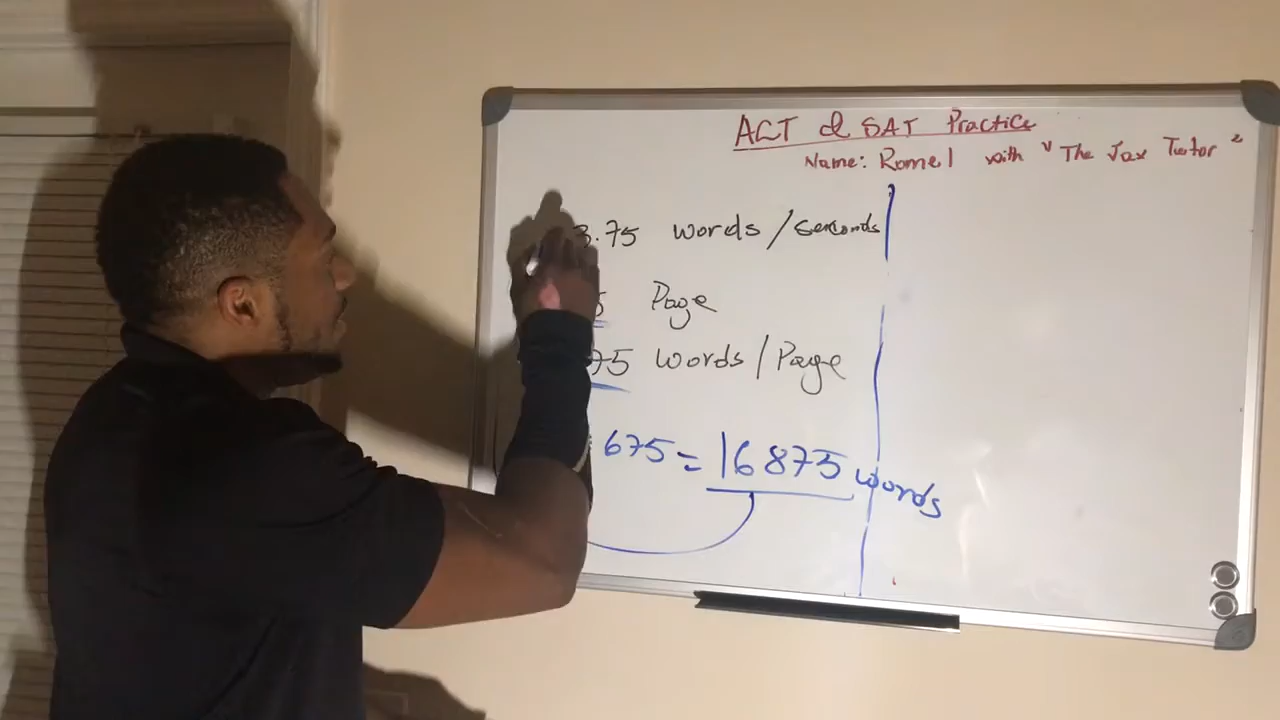 ACT & SAT Practice
Name: Romel with "The Jax Tutor"
3.75 words/seconds
5 Page
75 words/Page
675 = 16875 words